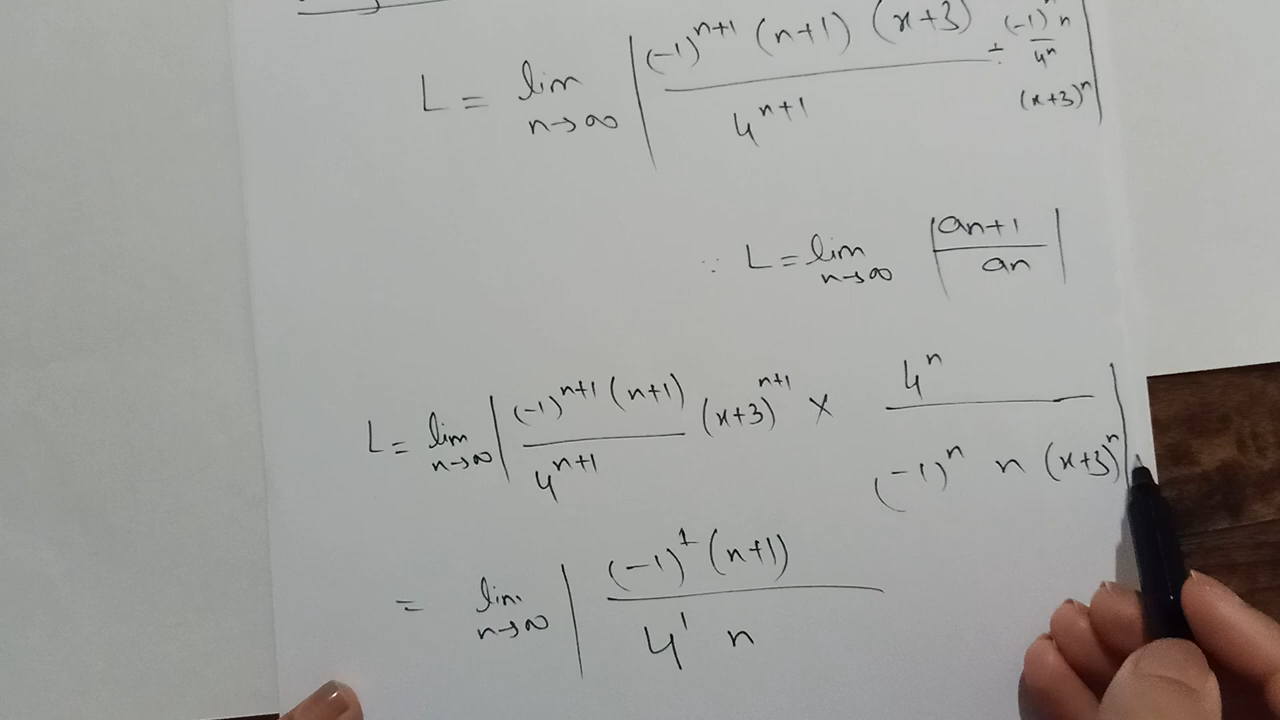 L = lim n→∞ | (-1)^{n+1} (n+1) (x+3) / 4^{n+1} ÷ (-1)^n n / 4^n (x+3)^n |
∵ L = lim n→∞ | an+1 / an |
L = lim n→∞ | (-1)^{n+1} (n+1) / 4^{n+1} (x+3)^{n+1} × 4^n / (-1)^n n (x+3)^n |
= lim n→∞ | (-1)^1 (n+1) / 4^1 n